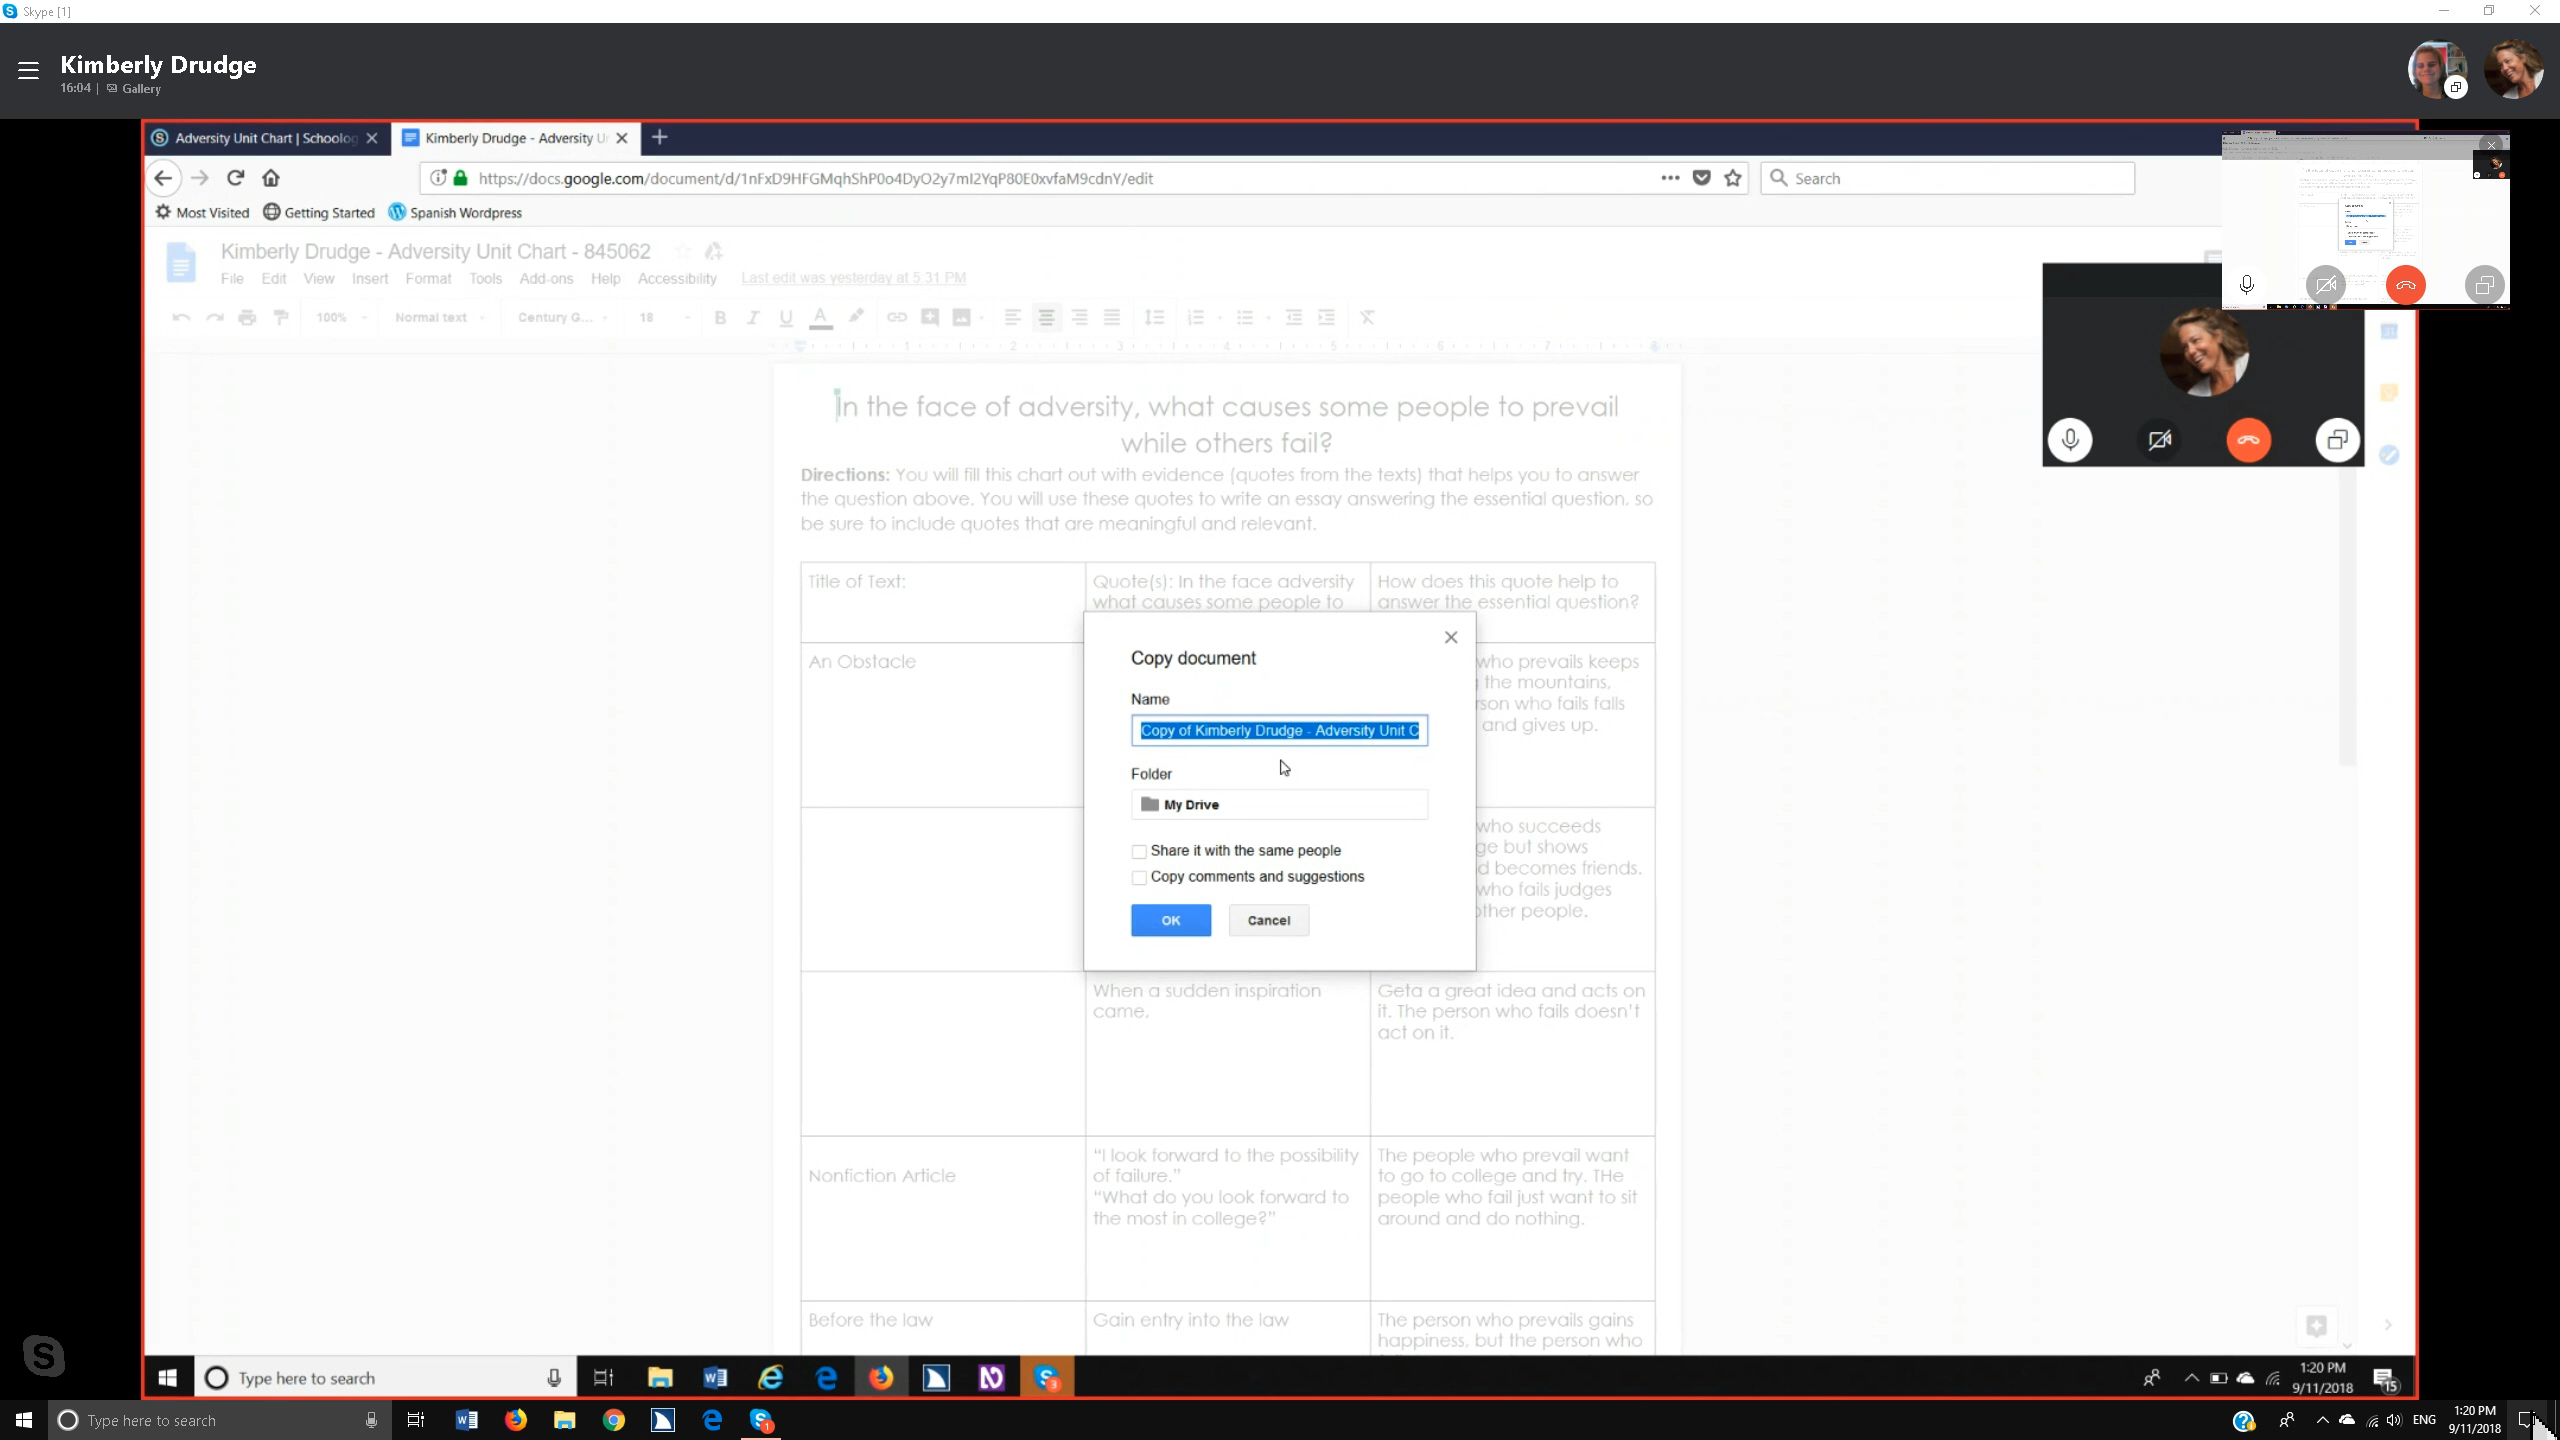 Skype [1]
Kimberly Drudge
16:04 | Gallery
Adversity Unit Chart | Schoolog
Kimberly Drudge - Adversity Ur
https://docs.google.com/document/d/1nFxD9HFGMqhShP0o4DyO2y7mI2YqP80E0xvfaM9cdnY/edit
Search
Most Visited Getting Started Spanish Wordpress
Kimberly Drudge - Adversity Unit Chart - 845062
File Edit View Insert Format Tools Add-ons Help Accessibility Last edit was yesterday at 5:31 PM
100% Normal text Century G... 18 B I U A
1 2 3 4 5 6 7
In the face of adversity, what causes some people to prevail
while others fail?
Directions: You will fill this chart out with evidence (quotes from the texts) that helps you to answer
the question above. You will use these quotes to write an essay answering the essential question, so
be sure to include quotes that are meaningful and relevant.
Title of Text:
Quote(s): In the face adversity
what causes some people to
How does this quote help to
answer the essential question?
An Obstacle
who prevails keeps
the mountains,
rson who fails falls
and gives up.
Copy document
Name
Copy of Kimberly Drudge - Adversity Unit C
Folder
My Drive
Share it with the same people
Copy comments and suggestions
OK Cancel
who succeeds
ge but shows
d becomes friends.
who fails judges
other people.
When a sudden inspiration
came,
Geta a great idea and acts on
it. The person who fails doesn't
act on it.
Nonfiction Article
"I look forward to the possibility
of failure."
"What do you look forward to
the most in college?"
The people who prevail want
to go to college and try. THe
people who fail just want to sit
around and do nothing.
Before the law
Gain entry into the law
The person who prevails gains
happiness, but the person who
Type here to search
3
1:20 PM
9/11/2018
15
Type here to search
1
ENG
1:20 PM
9/11/2018